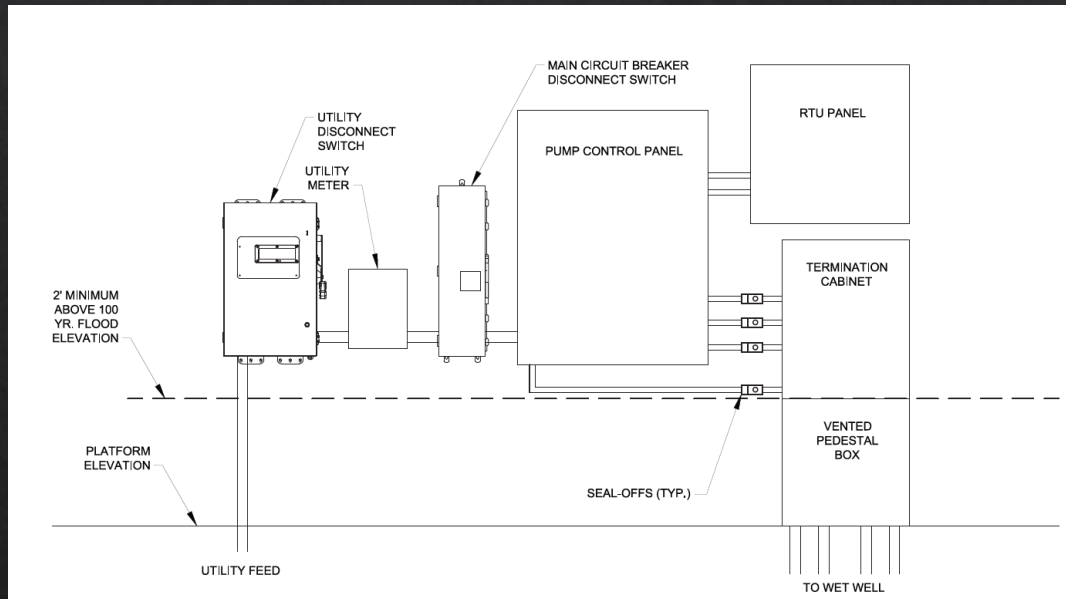 MAIN CIRCUIT BREAKER
DISCONNECT SWITCH
RTU PANEL
UTILITY
DISCONNECT
SWITCH
PUMP CONTROL PANEL
UTILITY
METER
TERMINATION
CABINET
2' MINIMUM
ABOVE 100
YR. FLOOD
ELEVATION
VENTED
PEDESTAL
BOX
PLATFORM
ELEVATION
SEAL-OFFS (TYP.)
UTILITY FEED
TO WET WELL